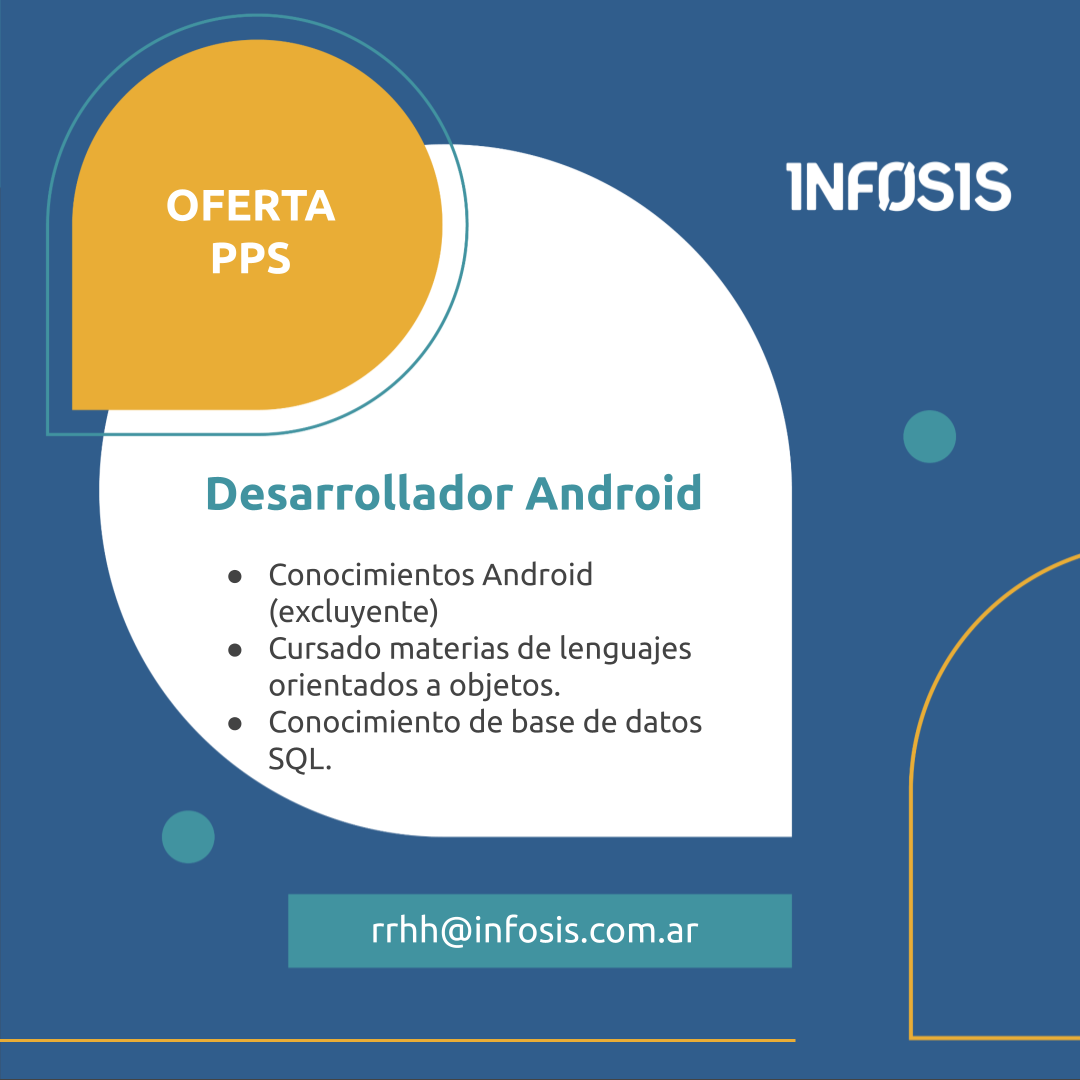 OFERTA
PPS
INFOSIS
Desarrollador Android
● Conocimientos Android
(excluyente)
● Cursado materias de lenguajes
orientados a objetos.
● Conocimiento de base de datos
SQL.
rrhh@infosis.com.ar